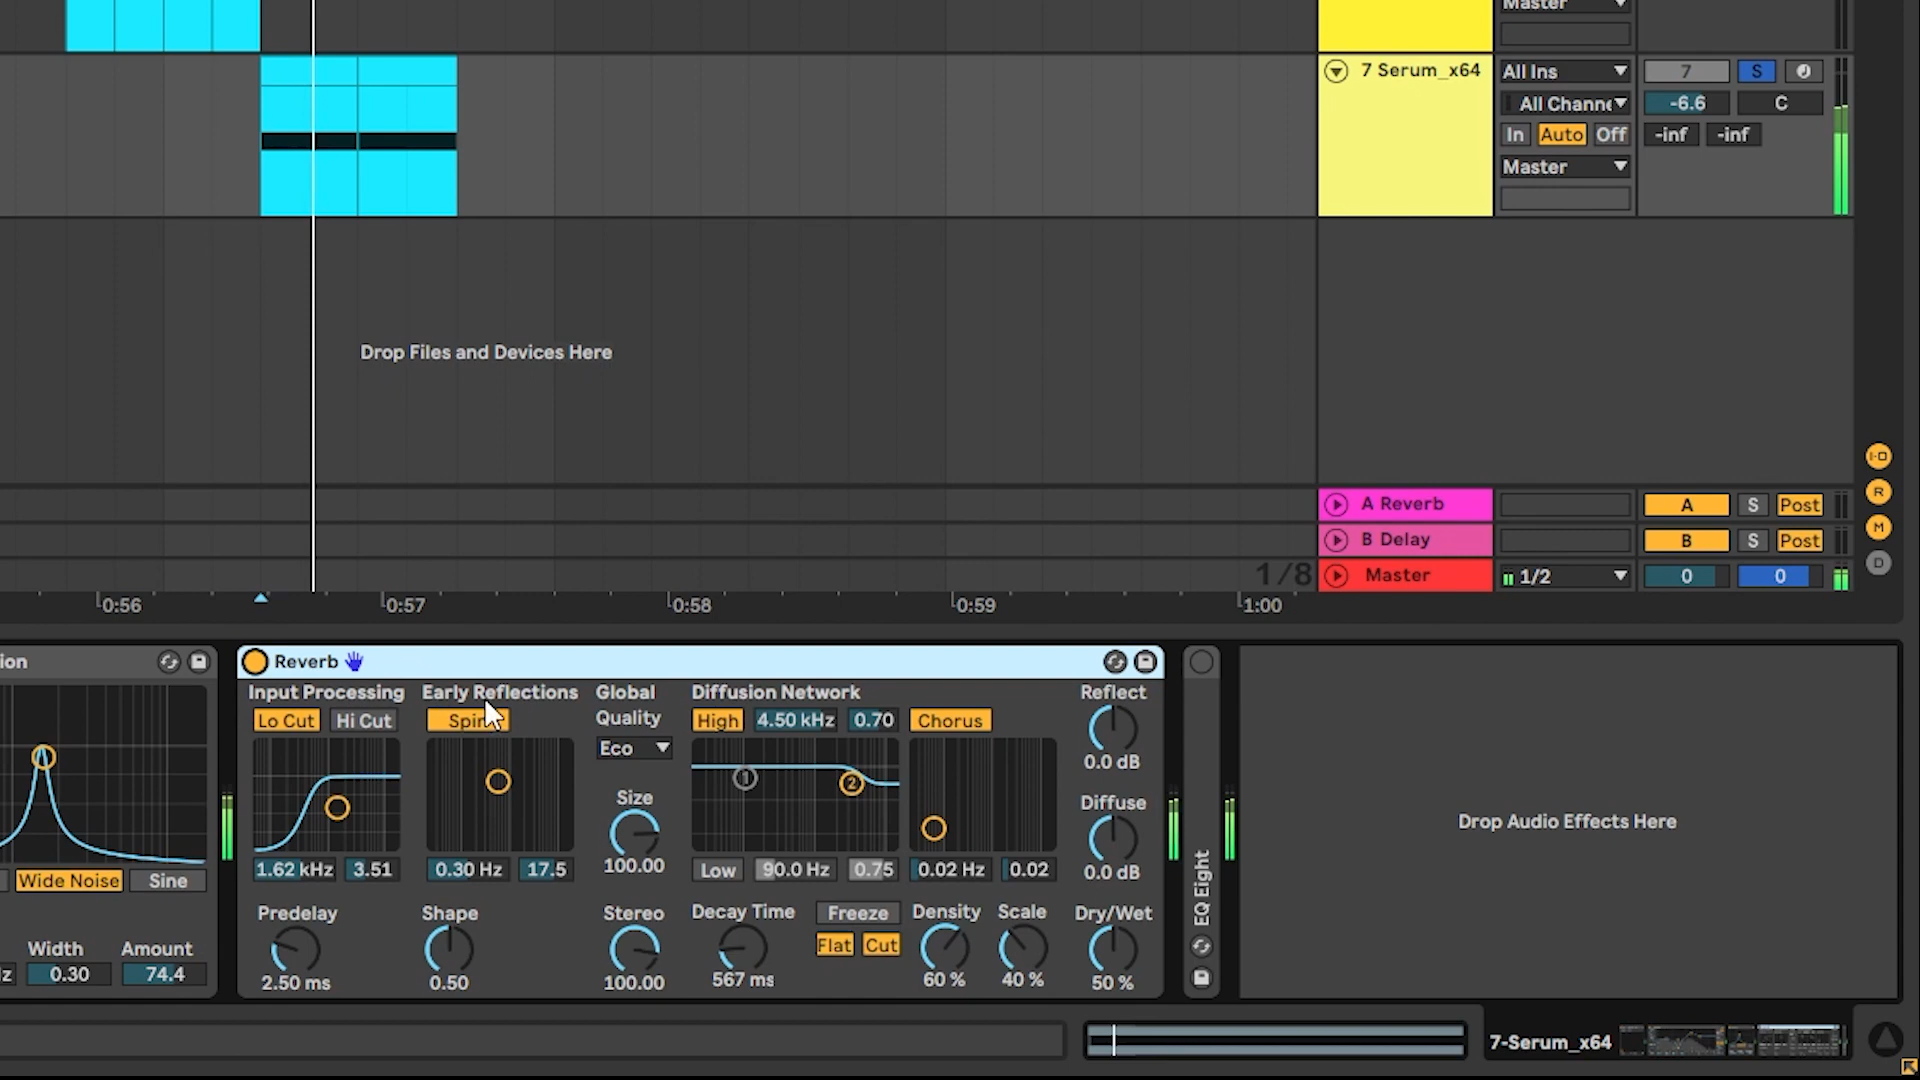 Master
7 Serum_x64
All Ins
7
S
All Channe
-6.6
C
In
Auto
Off
-inf
-inf
Master
Drop Files and Devices Here
A Reverb
A
S
Post
B Delay
B
S
Post
1/8
Master
1/2
0
0
I-O
R
M
D
0:56
0:57
0:58
0:59
1:00
ion
Reverb
Input Processing
Early Reflections
Global
Diffusion Network
Reflect
Lo Cut
Hi Cut
Spin
Quality
High
4.50 kHz
0.70
Chorus
Eco
0.0 dB
1
2
Size
Diffuse
100.00
1.62 kHz
3.51
0.30 Hz
17.5
Low
90.0 Hz
0.75
0.02 Hz
0.02
0.0 dB
Wide Noise
Sine
EQ Eight
Drop Audio Effects Here
Predelay
Shape
Stereo
Decay Time
Freeze
Density
Scale
Dry/Wet
Flat
Cut
Width
Amount
z
0.30
74.4
2.50 ms
0.50
100.00
567 ms
60 %
40 %
50 %
7-Serum_x64